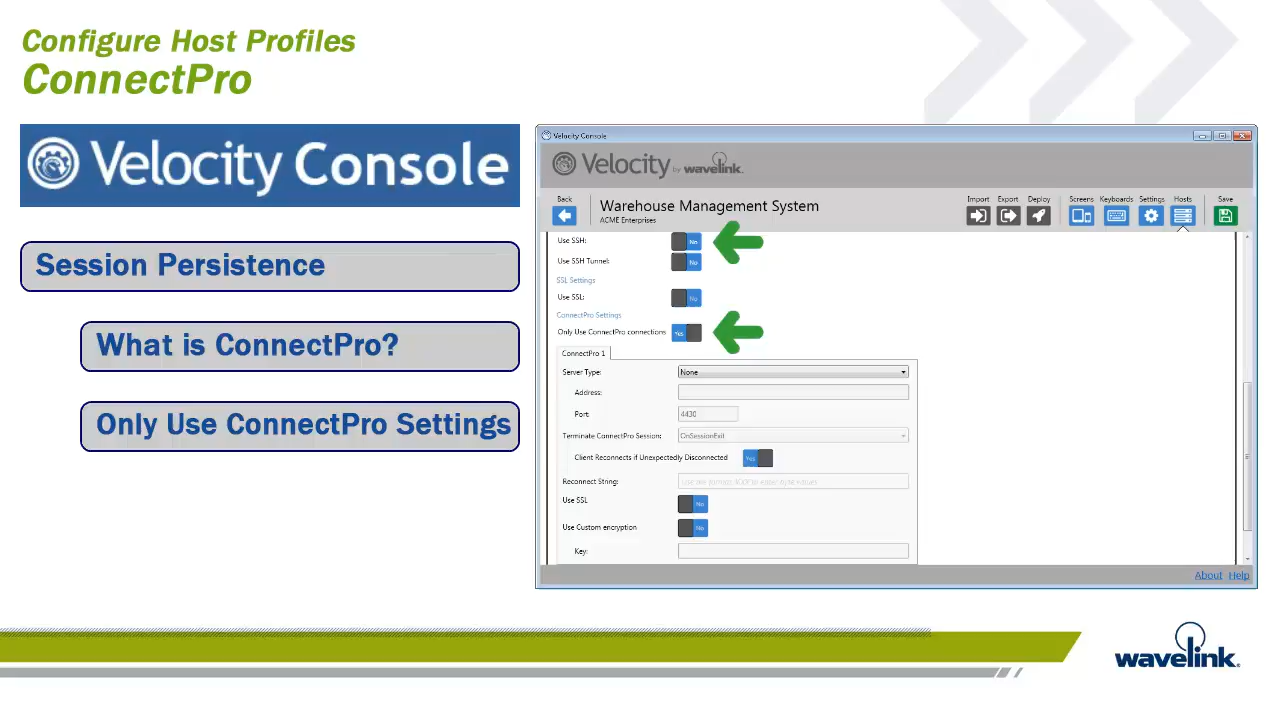 Configure Host Profiles
ConnectPro
Velocity Console
Session Persistence
What is ConnectPro?
Only Use ConnectPro Settings
Velocity Console
Velocity by wavelink.
Back
Warehouse Management System
ACME Enterprises
Import Export Deploy Screens Keyboards Settings Hosts Save
Use SSH: No
Use SSH Tunnel: No
SSL Settings
Use SSL: No
ConnectPro Settings
Only Use ConnectPro connections Yes
ConnectPro 1
Server Type: None
Address:
Port: 4430
Terminate ConnectPro Session: OnSessionExit
Client Reconnects if Unexpectedly Disconnected Yes
Reconnect String:
Use SSL No
Use Custom encryption No
Key:
About Help
wavelink.